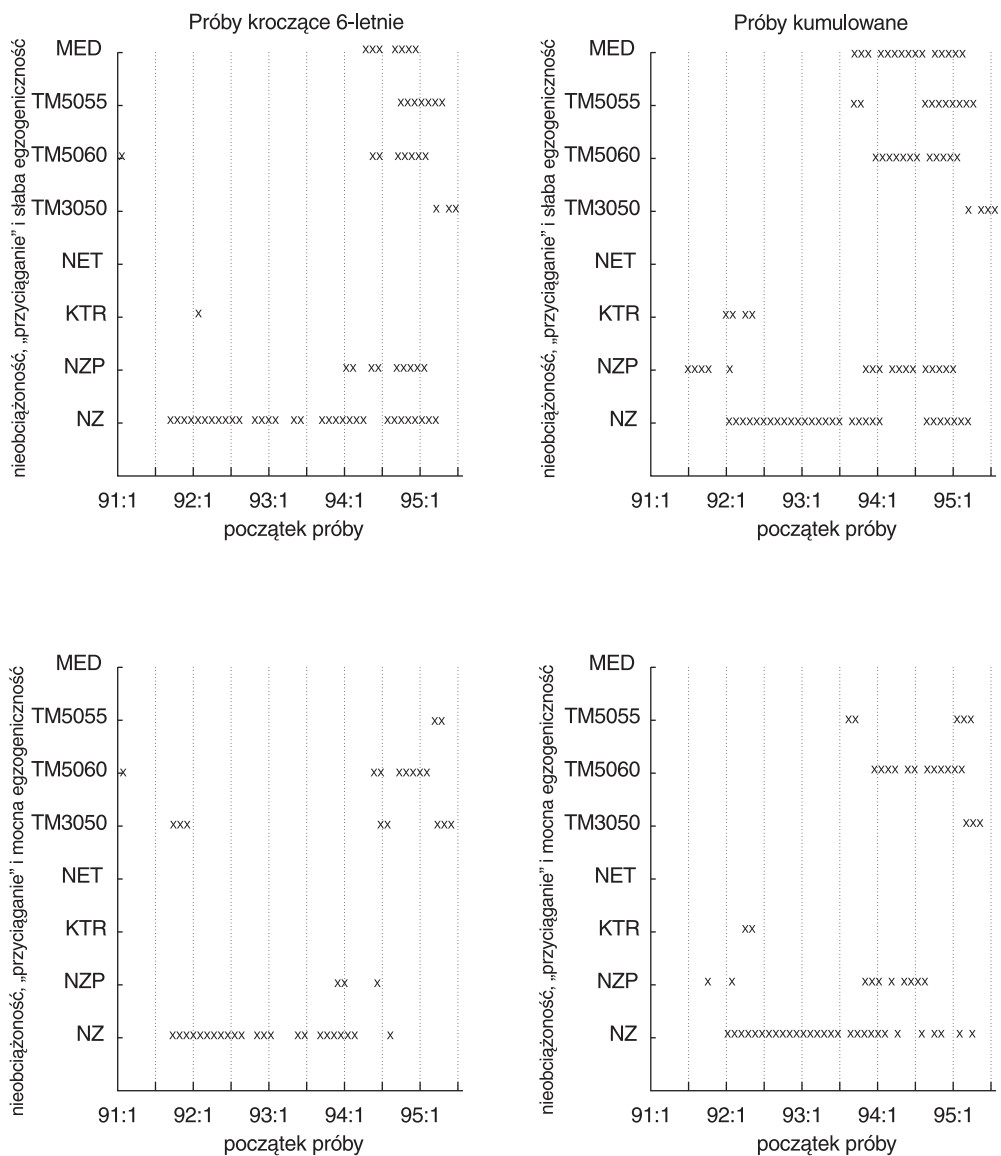 Próby kroczące 6-letnie
nieobciążoność, „przyciąganie” i słaba egzogeniczność
MED
TM5055
TM5060
TM3050
NET
KTR
NZP
NZ
91:1 92:1 93:1 94:1 95:1
początek próby
Próby kumulowane
nieobciążoność, „przyciąganie” i słaba egzogeniczność
MED
TM5055
TM5060
TM3050
NET
KTR
NZP
NZ
91:1 92:1 93:1 94:1 95:1
początek próby
nieobciążoność, „przyciąganie” i mocna egzogeniczność
MED
TM5055
TM5060
TM3050
NET
KTR
NZP
NZ
91:1 92:1 93:1 94:1 95:1
początek próby
nieobciążoność, „przyciąganie” i mocna egzogeniczność
MED
TM5055
TM5060
TM3050
NET
KTR
NZP
NZ
91:1 92:1 93:1 94:1 95:1
początek próby